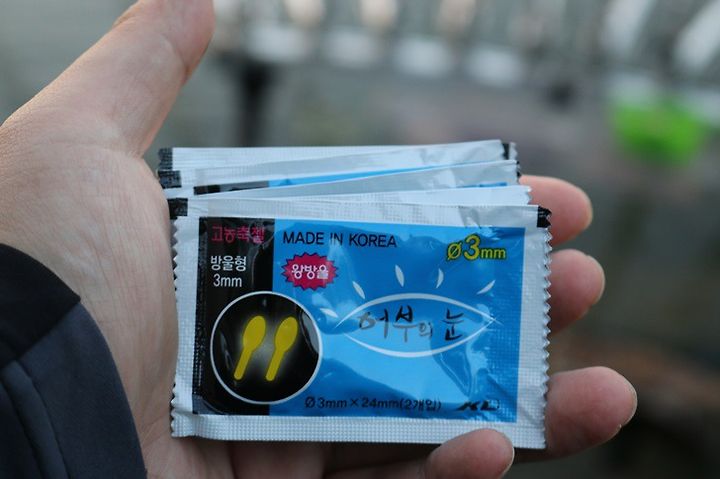 고농축젤
MADE IN KOREA
Ø3mm
방울형
3mm
왕방울
어부의 눈
Ø3mm×24mm(2개입)